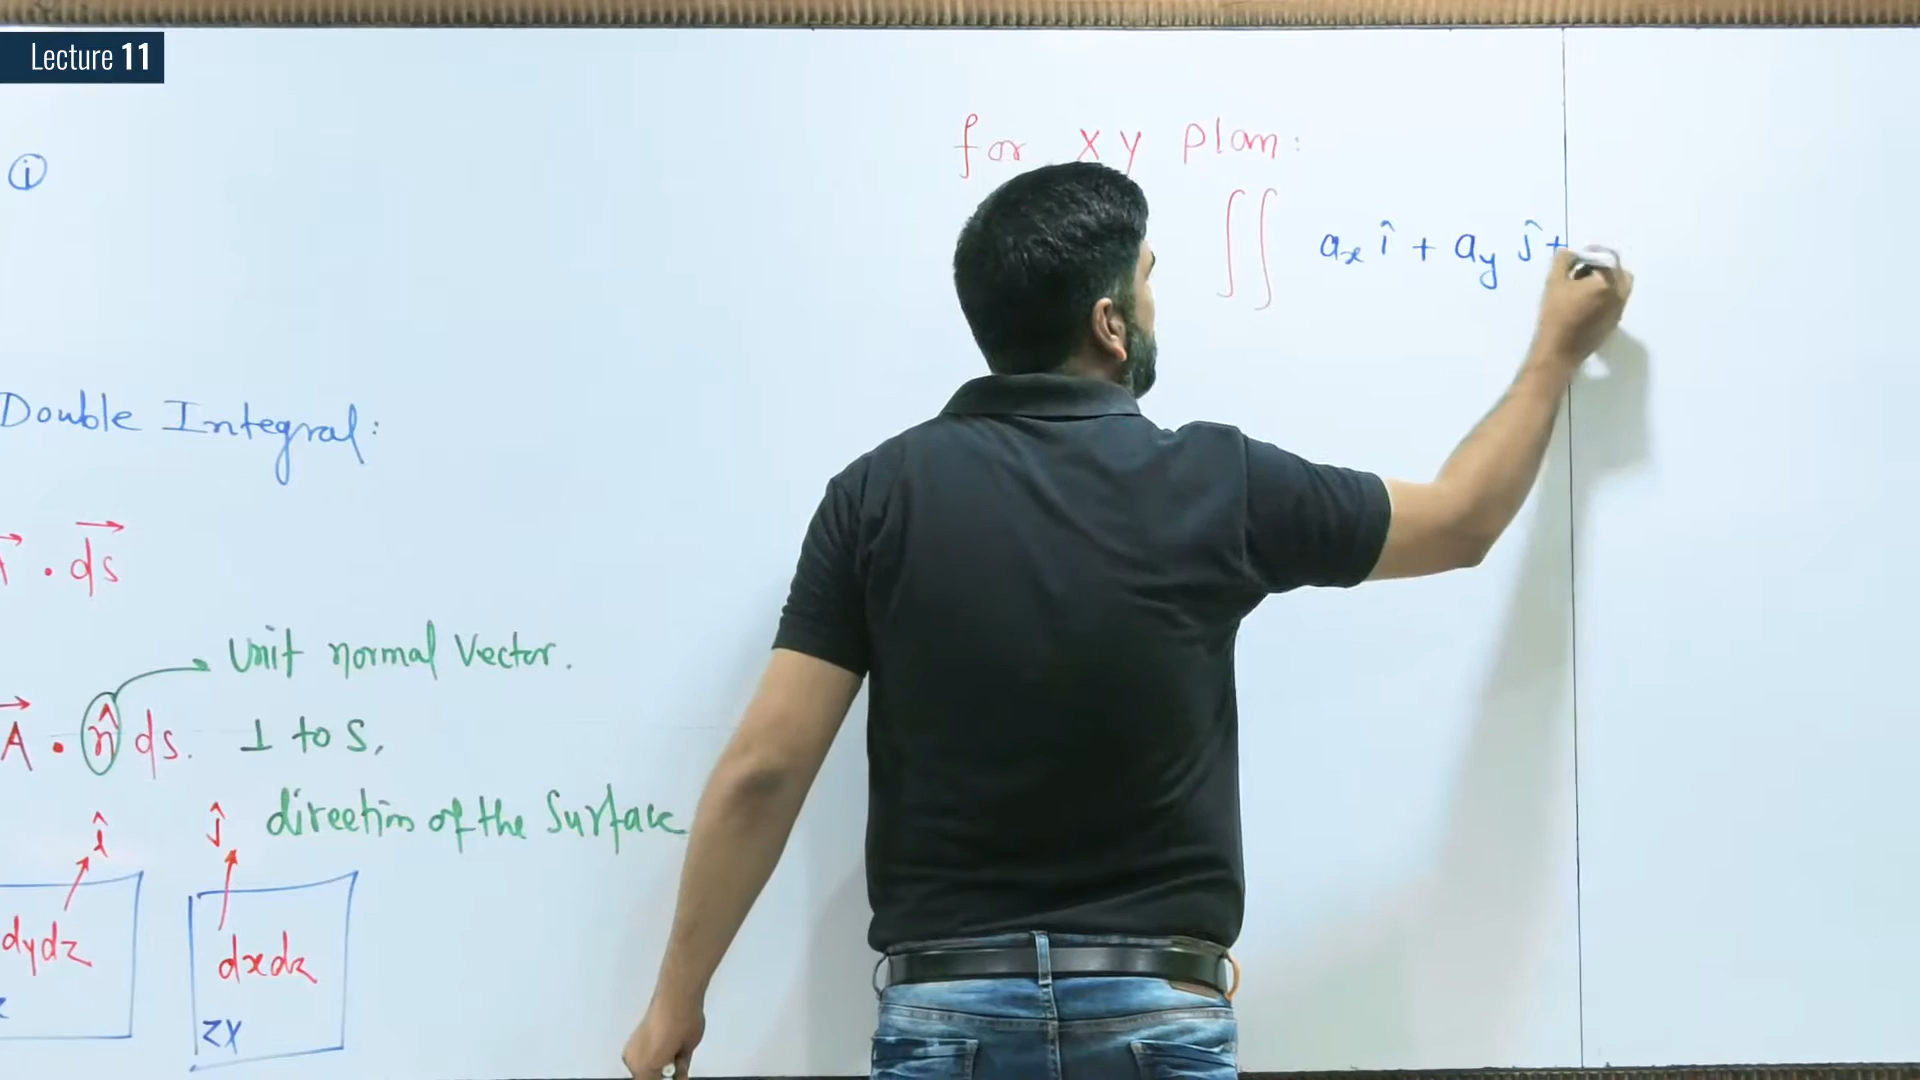 Lecture 11
for xy plan:
i
∬ aₓ î + a_y ĵ +
Double Integral:
. ds⃗
Unit normal Vector.
A⃗ . n̂ ds. ⊥ to S,
î ĵ direction of the Surface
dydz dxdz
ZX